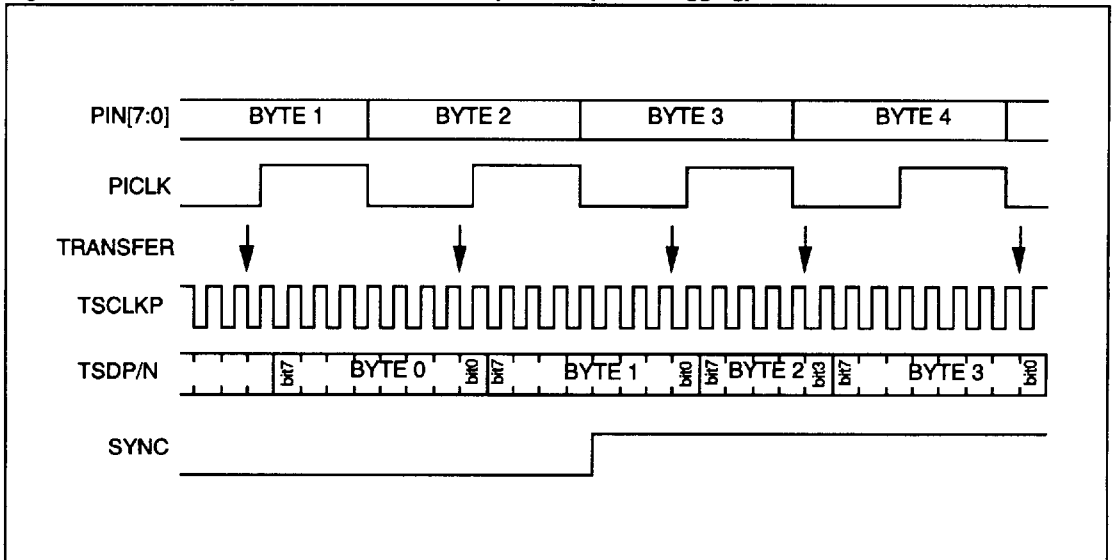 PIN[7:0] BYTE 1 BYTE 2 BYTE 3 BYTE 4
PICLK
TRANSFER
TSCLKP
TSDP/N bit7 BYTE 0 bit0 bit7 BYTE 1 bit0 bit7 BYTE 2 bit3 bit7 BYTE 3 bit0
SYNC